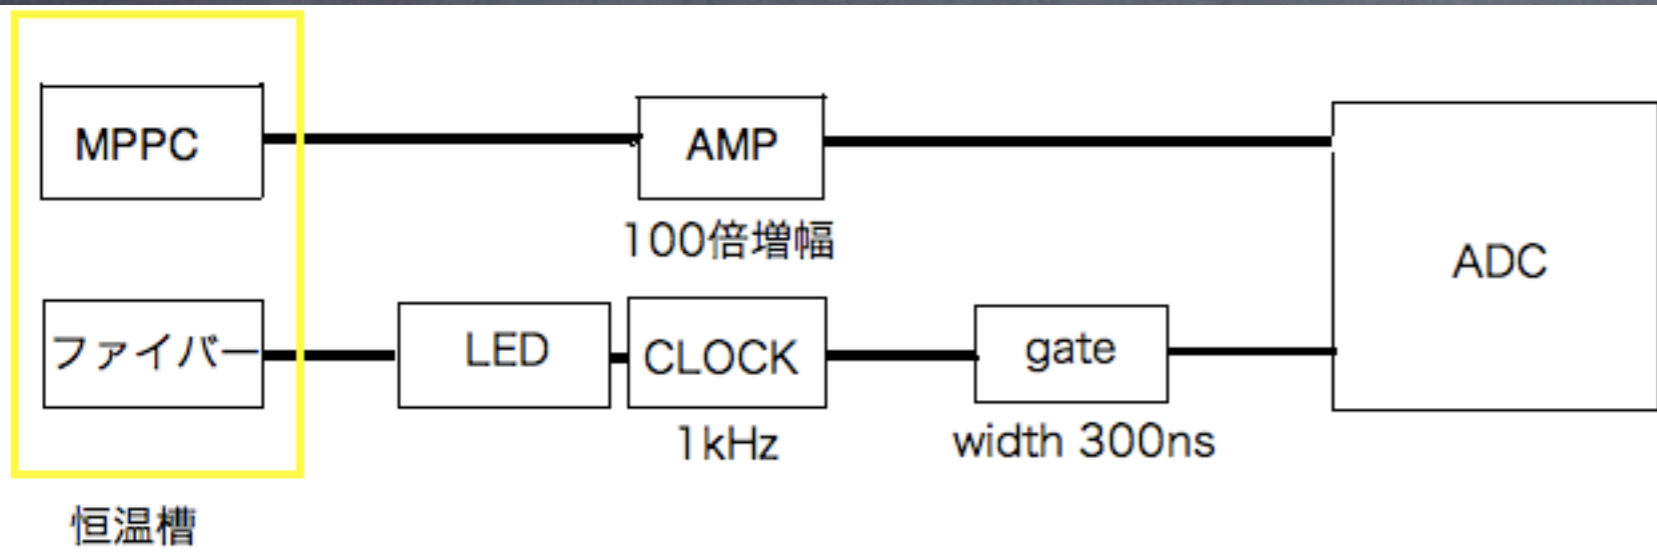 MPPC
AMP
100倍増幅
ADC
ファイバー
LED
CLOCK
1kHz
gate
width 300ns
恒温槽